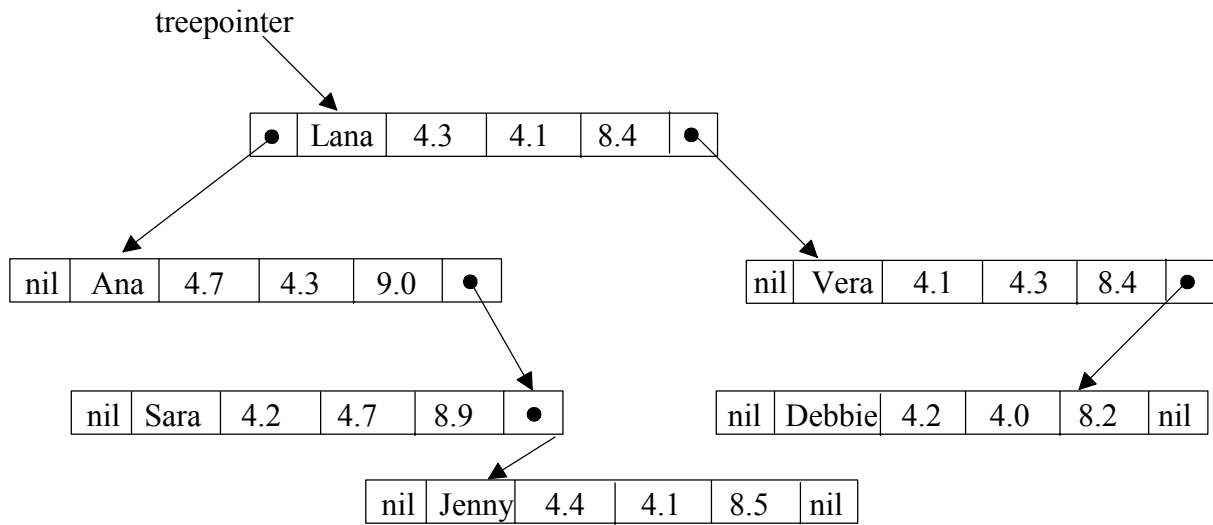 treepointer
Lana 4.3 4.1 8.4
nil Ana 4.7 4.3 9.0
nil Vera 4.1 4.3 8.4
nil Sara 4.2 4.7 8.9
nil Debbie 4.2 4.0 8.2 nil
nil Jenny 4.4 4.1 8.5 nil